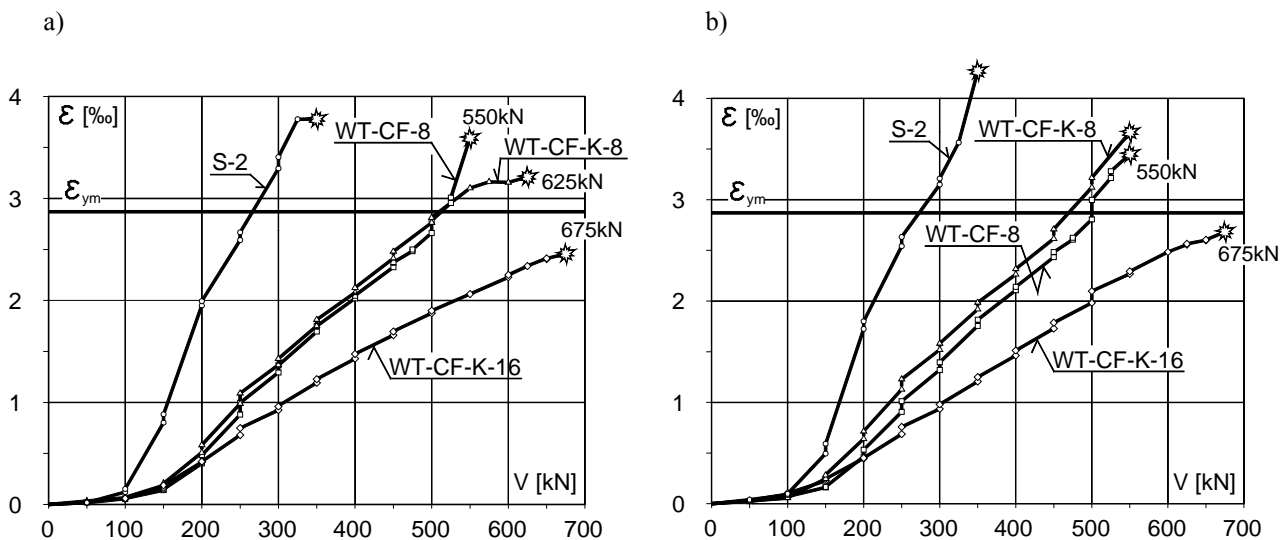 a)
4
3
2
1
0
ε [‰]
ε ym
S-2
WT-CF-8
550kN
WT-CF-K-8
625kN
675kN
WT-CF-K-16
V [kN]
0 100 200 300 400 500 600 700
b)
4
3
2
1
0
ε [‰]
ε ym
S-2
WT-CF-K-8
550kN
WT-CF-8
675kN
WT-CF-K-16
V [kN]
0 100 200 300 400 500 600 700